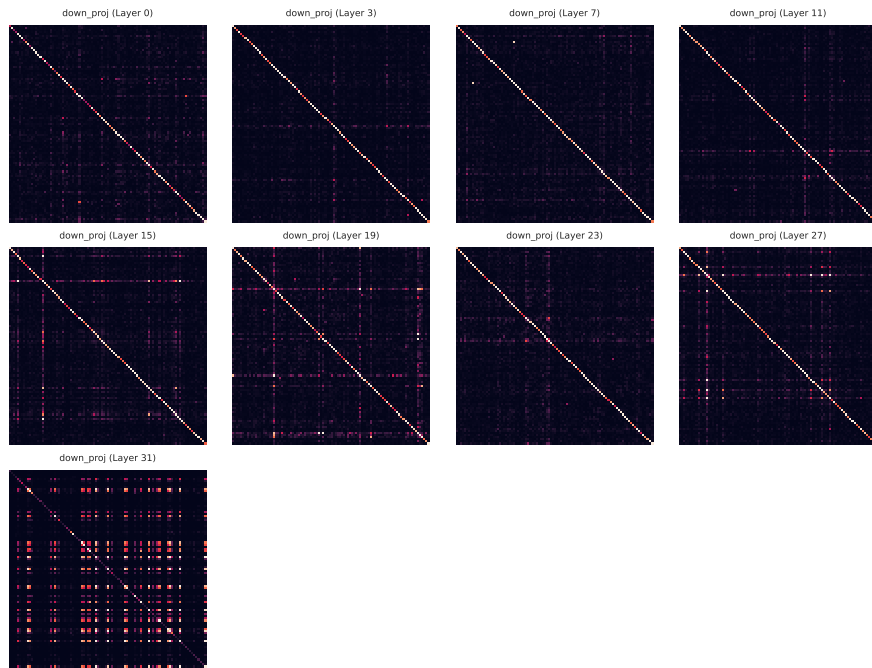 down_proj (Layer 0)
down_proj (Layer 3)
down_proj (Layer 7)
down_proj (Layer 11)
down_proj (Layer 15)
down_proj (Layer 19)
down_proj (Layer 23)
down_proj (Layer 27)
down_proj (Layer 31)